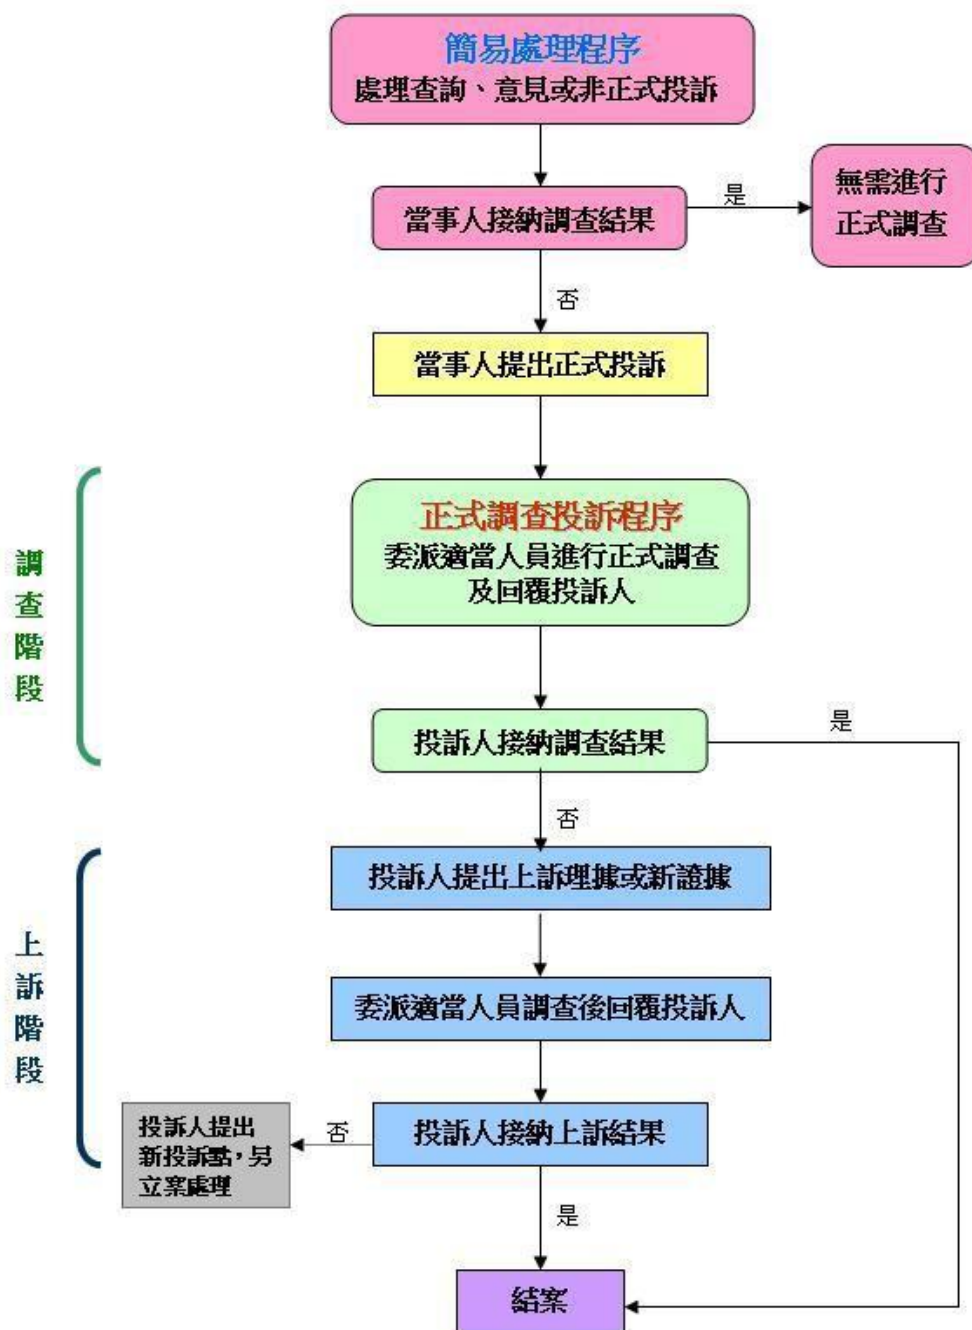 簡易處理程序
處理查詢、意見或非正式投訴
當事人接納調查結果
是
無需進行
正式調查
否
當事人提出正式投訴
調
查
階
段
正式調查投訴程序
委派適當人員進行正式調查
及回覆投訴人
投訴人接納調查結果
是
否
上
訴
階
段
投訴人提出上訴理據或新證據
委派適當人員調查後回覆投訴人
投訴人接納上訴結果
否
投訴人提出
新投訴點，另
立案處理
是
結案